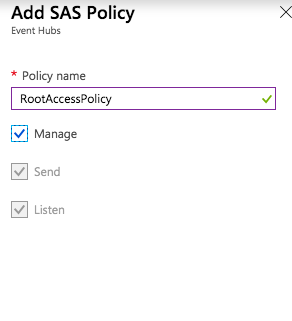 Add SAS Policy
Event Hubs
* Policy name
RootAccessPolicy
Manage
Send
Listen